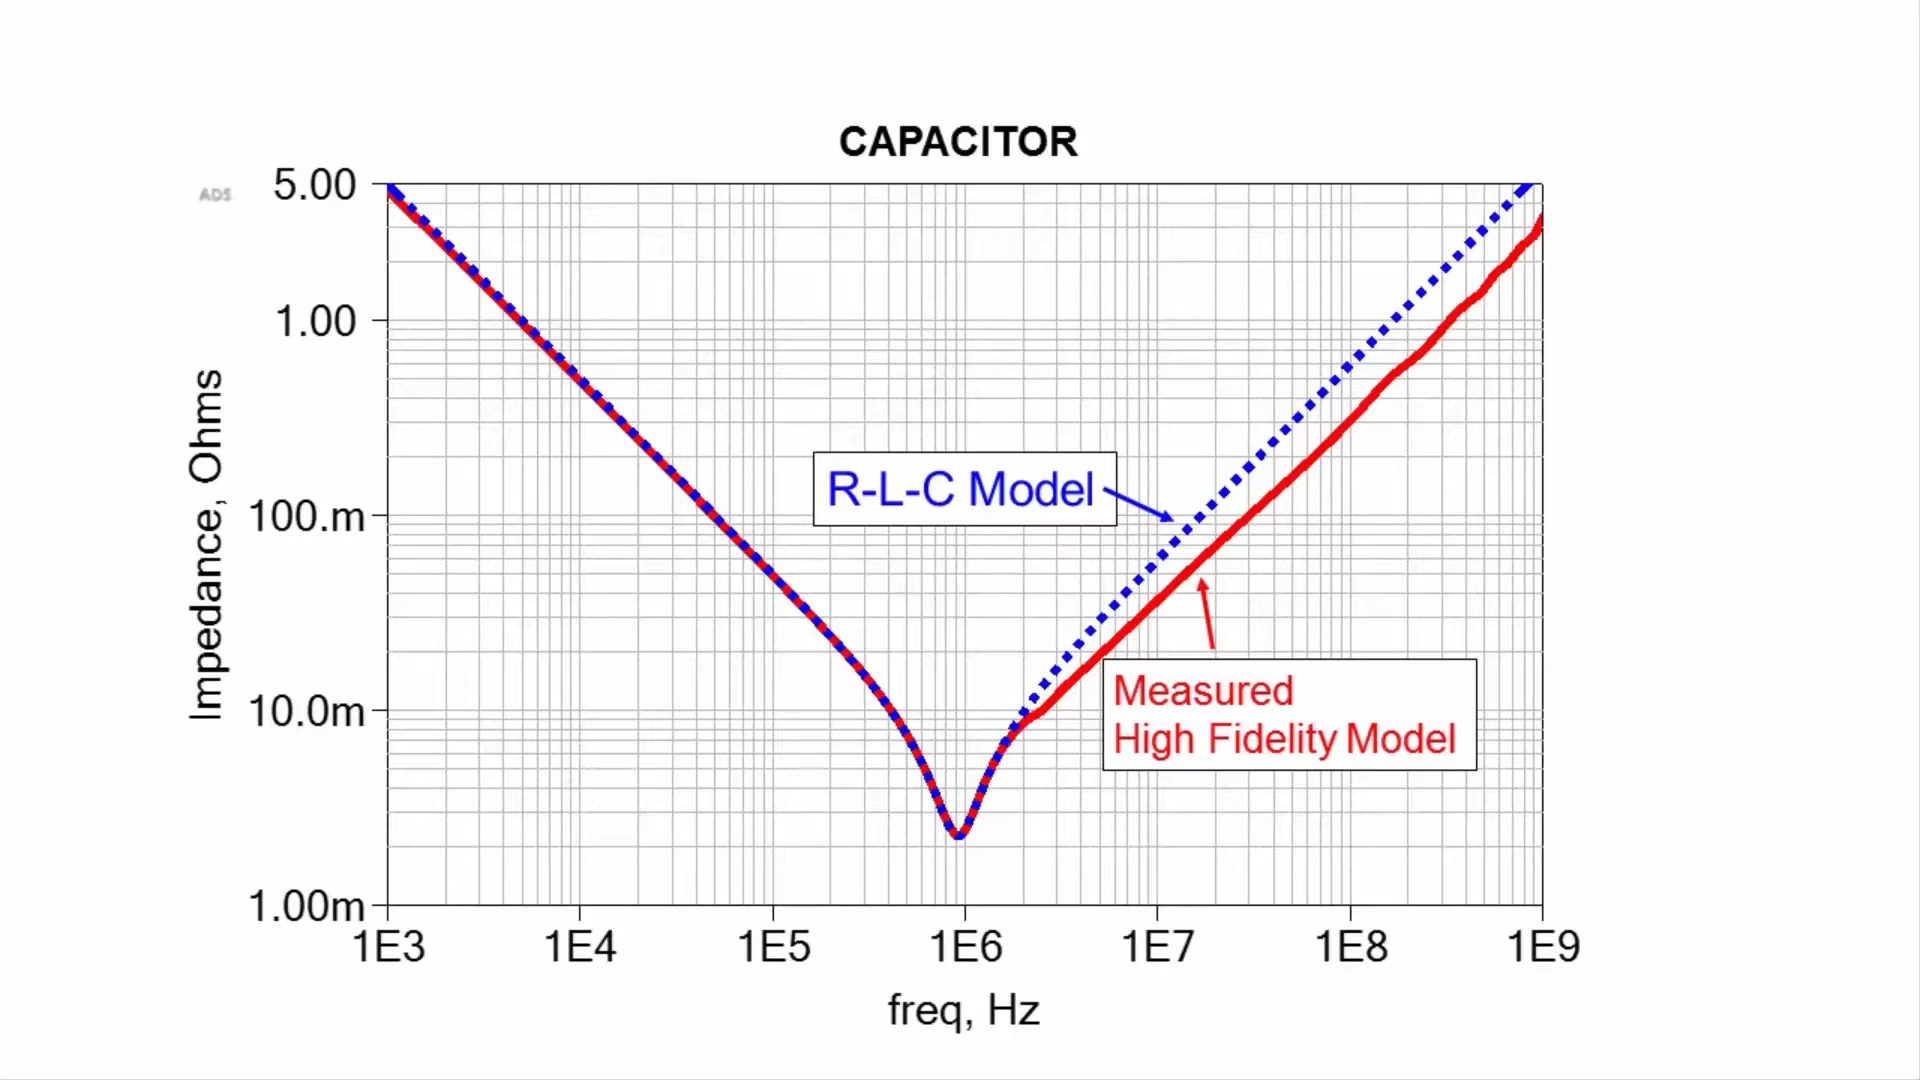 CAPACITOR
ADS
5.00
1.00
100.m
10.0m
1.00m
Impedance, Ohms
R-L-C Model
Measured
High Fidelity Model
1E3 1E4 1E5 1E6 1E7 1E8 1E9
freq, Hz